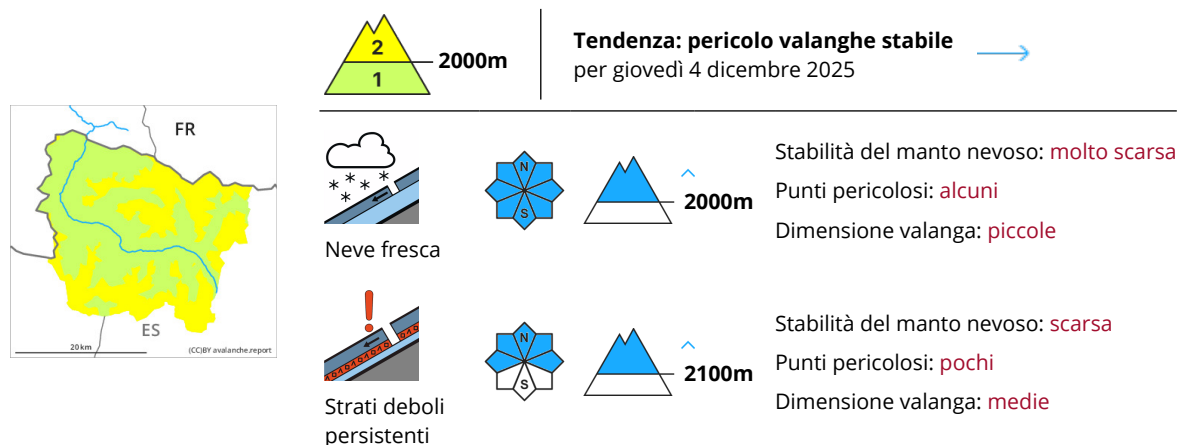 2
1
2000m
Tendenza: pericolo valanghe stabile
per giovedì 4 dicembre 2025
FR
ES
20 km
(CC)BY avalanche.report
Neve fresca
N
S
2000m
Stabilità del manto nevoso: molto scarsa
Punti pericolosi: alcuni
Dimensione valanga: piccole
Strati deboli
persistenti
N
S
2100m
Stabilità del manto nevoso: scarsa
Punti pericolosi: pochi
Dimensione valanga: medie